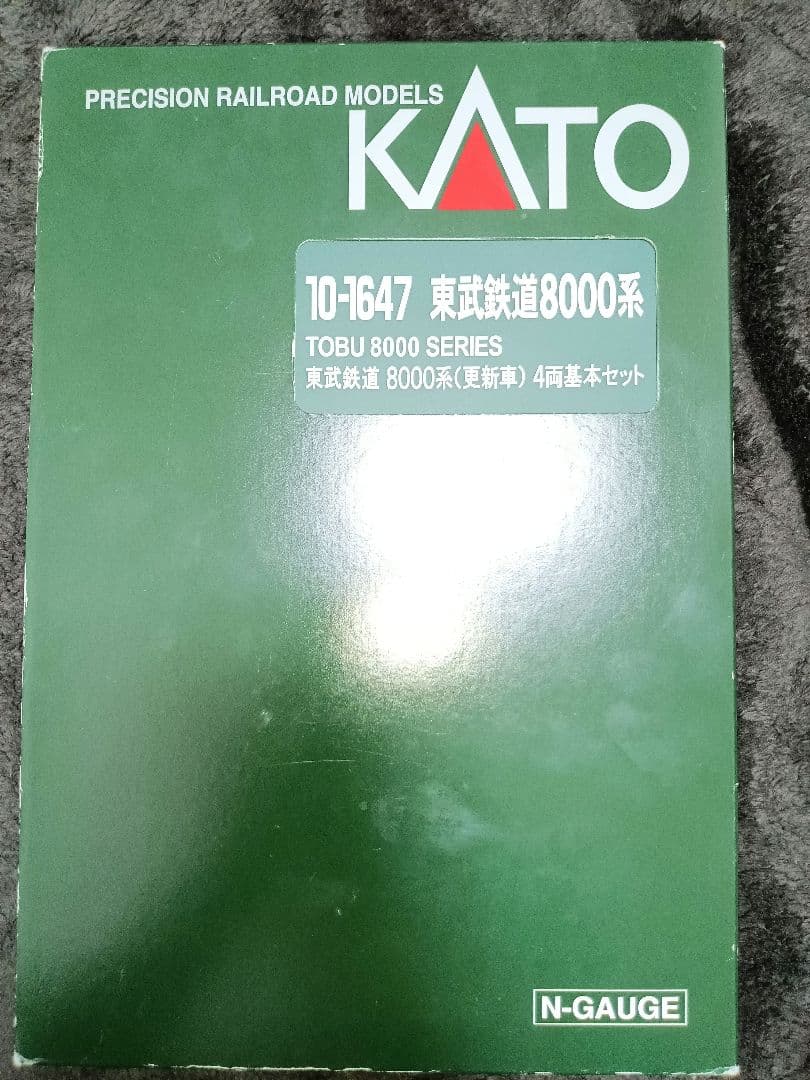 PRECISION RAILROAD MODELS
KATO
10-1647 東武鉄道8000系
TOBU 8000 SERIES
東武鉄道 8000系(更新車) 4両基本セット
N-GAUGE